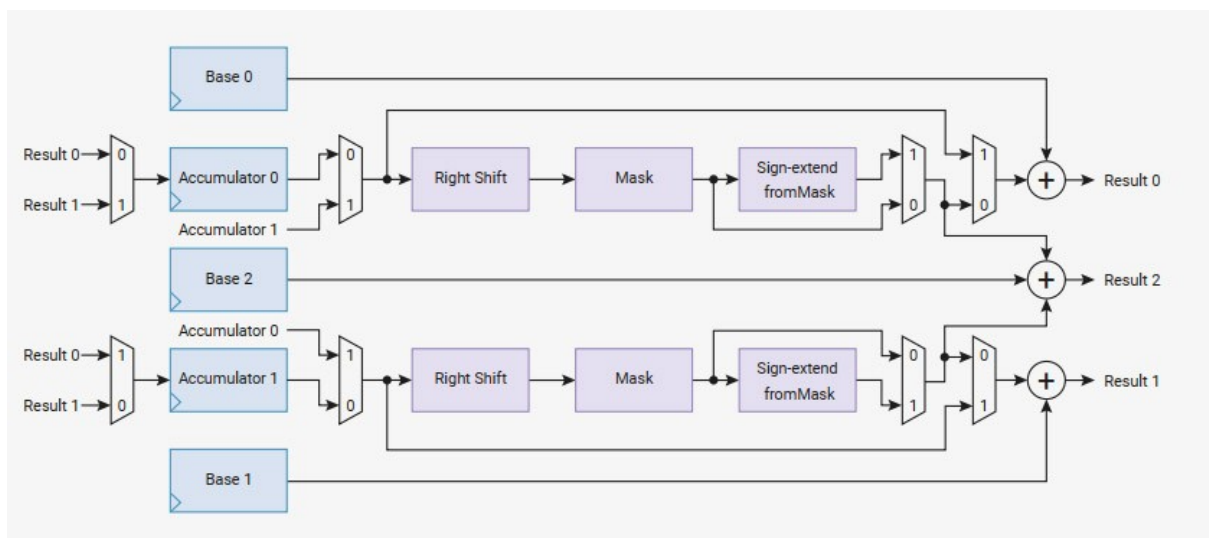 Base 0
Result 0
0
0
1
1
Accumulator 0
Right Shift
Mask
Sign-extend
fromMask
+
Result 0
Result 1
1
1
0
0
Accumulator 1
Base 2
+
Result 2
Accumulator 0
Result 0
1
1
0
0
Accumulator 1
Right Shift
Mask
Sign-extend
fromMask
+
Result 1
Result 1
0
0
1
1
Base 1